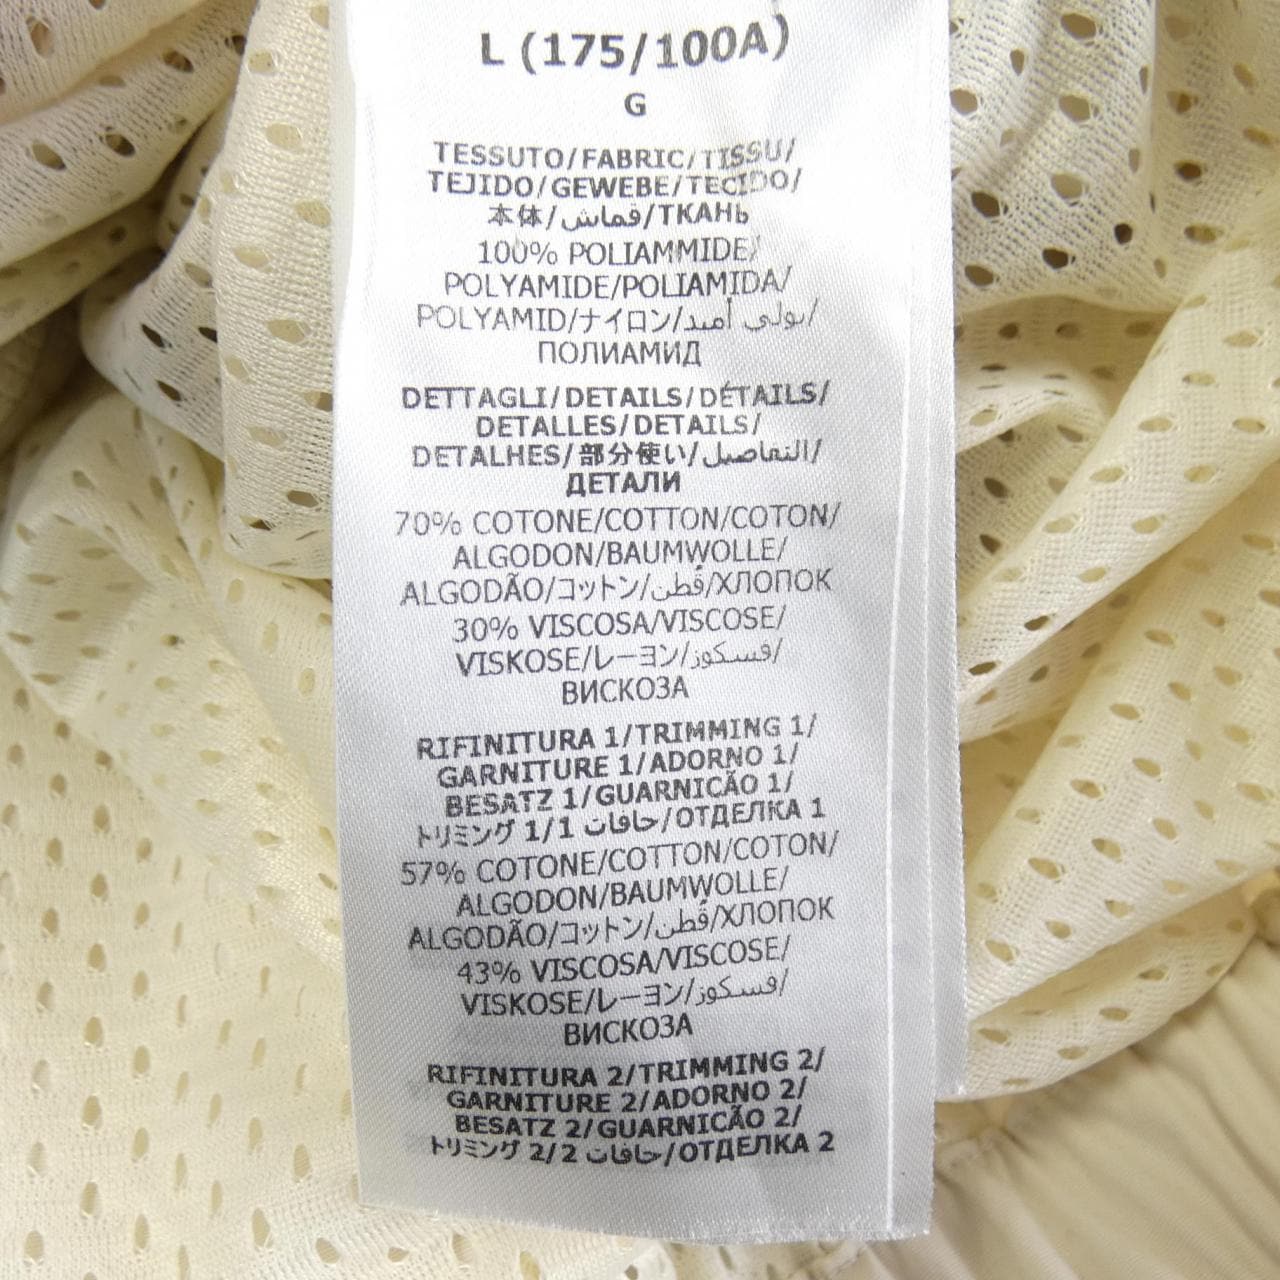 L (175/100A)
G
TESSUTO/FABRIC/TISSU/
TEJIDO/GEWEBE/TECIDO/
本体/قماش/ТКАНЬ
100% POLIAMMIDE/
POLYAMIDE/POLIAMIDA/
POLYAMID/ナイロン/بولي أميد/
ПОЛИАМИД
DETTAGLI/DETAILS/DÉTAILS/
DETALLES/DETAILS/
DETALHES/部分使い/التفاصيل/
ДЕТАЛИ
70% COTONE/COTTON/COTON/
ALGODON/BAUMWOLLE/
ALGODÃO/コットン/قطن/ХЛОПОК
30% VISCOSA/VISCOSE/
VISKOSE/レーヨン/فسكوز/
ВИСКОЗА
RIFINITURA 1/TRIMMING 1/
GARNITURE 1/ADORNO 1/
BESATZ 1/GUARNICÃO 1/
トリミング 1/1 حافات/ОТДЕЛКА 1
57% COTONE/COTTON/COTON/
ALGODON/BAUMWOLLE/
ALGODÃO/コットン/قطن/ХЛОПОК
43% VISCOSA/VISCOSE/
VISKOSE/レーヨン/فسكوز/
ВИСКОЗА
RIFINITURA 2/TRIMMING 2/
GARNITURE 2/ADORNO 2/
BESATZ 2/GUARNICÃO 2/
トリミング 2/2 حافات/ОТДЕЛКА 2